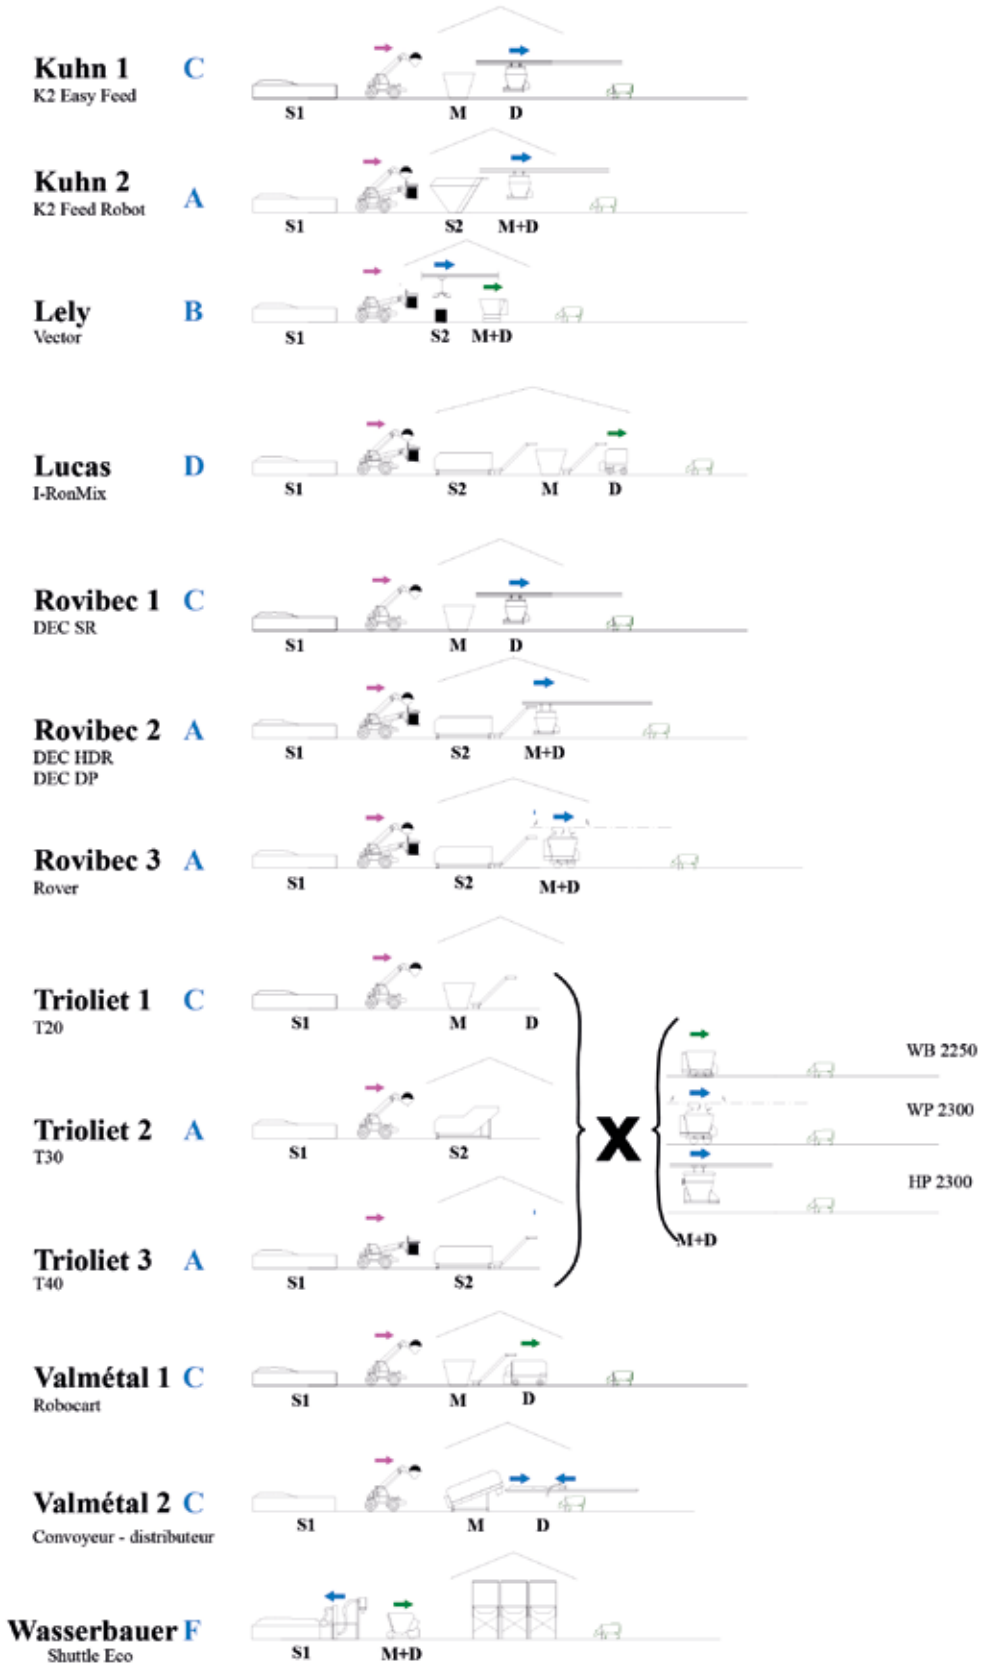 Kuhn 1 C
K2 Easy Feed
S1 M D
Kuhn 2 A
K2 Feed Robot
S1 S2 M+D
Lely B
Vector
S1 S2 M+D
Lucas D
I-RonMix
S1 S2 M D
Rovibec 1 C
DEC SR
S1 M D
Rovibec 2 A
DEC HDR
DEC DP
S1 S2 M+D
Rovibec 3 A
Rover
S1 S2 M+D
Trioliet 1 C
T20
S1 M D
Trioliet 2 A
T30
S1 S2
Trioliet 3 A
T40
S1 S2
X
WB 2250
WP 2300
HP 2300
M+D
Valmétal 1 C
Robocart
S1 M D
Valmétal 2 C
Convoyeur - distributeur
S1 M D
Wasserbauer F
Shuttle Eco
S1 M+D